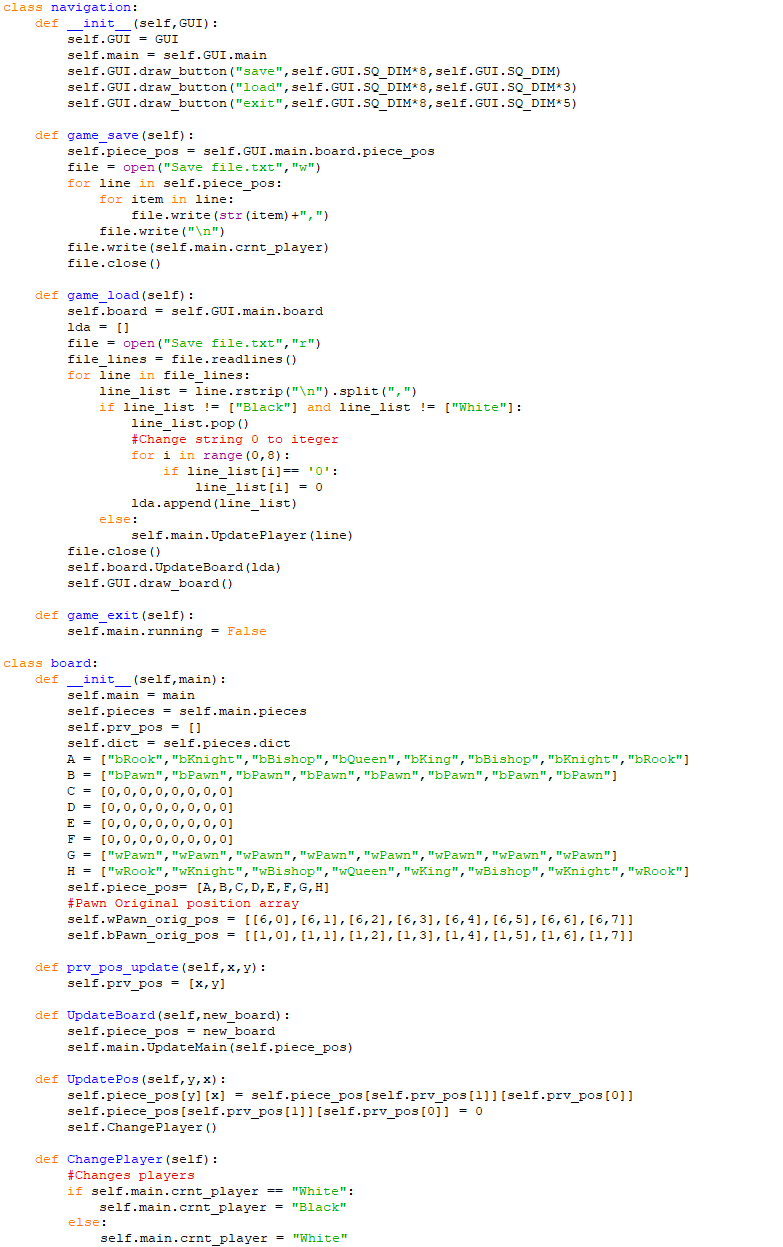 class navigation:
    def __init__(self,GUI):
        self.GUI = GUI
        self.main = self.GUI.main
        self.GUI.draw_button("save",self.GUI.SQ_DIM*8,self.GUI.SQ_DIM)
        self.GUI.draw_button("load",self.GUI.SQ_DIM*8,self.GUI.SQ_DIM*3)
        self.GUI.draw_button("exit",self.GUI.SQ_DIM*8,self.GUI.SQ_DIM*5)

    def game_save(self):
        self.piece_pos = self.GUI.main.board.piece_pos
        file = open("Save file.txt","w")
        for line in self.piece_pos:
            for item in line:
                file.write(str(item)+",")
            file.write("\n")
        file.write(self.main.crnt_player)
        file.close()

    def game_load(self):
        self.board = self.GUI.main.board
        lda = []
        file = open("Save file.txt","r")
        file_lines = file.readlines()
        for line in file_lines:
            line_list = line.rstrip("\n").split(",")
            if line_list != ["Black"] and line_list != ["White"]:
                line_list.pop()
                #Change string 0 to iteger
                for i in range(0,8):
                    if line_list[i]== '0':
                        line_list[i] = 0
                lda.append(line_list)
            else:
                self.main.UpdatePlayer(line)
        file.close()
        self.board.UpdateBoard(lda)
        self.GUI.draw_board()

    def game_exit(self):
        self.main.running = False

class board:
    def __init__(self,main):
        self.main = main
        self.pieces = self.main.pieces
        self.prv_pos = []
        self.dict = self.pieces.dict
        A = ["bRook","bKnight","bBishop","bQueen","bKing","bBishop","bKnight","bRook"]
        B = ["bPawn","bPawn","bPawn","bPawn","bPawn","bPawn","bPawn","bPawn"]
        C = [0,0,0,0,0,0,0,0]
        D = [0,0,0,0,0,0,0,0]
        E = [0,0,0,0,0,0,0,0]
        F = [0,0,0,0,0,0,0,0]
        G = ["wPawn","wPawn","wPawn","wPawn","wPawn","wPawn","wPawn","wPawn"]
        H = ["wRook","wKnight","wBishop","wQueen","wKing","wBishop","wKnight","wRook"]
        self.piece_pos= [A,B,C,D,E,F,G,H]
        #Pawn Original position array
        self.wPawn_orig_pos = [[6,0],[6,1],[6,2],[6,3],[6,4],[6,5],[6,6],[6,7]]
        self.bPawn_orig_pos = [[1,0],[1,1],[1,2],[1,3],[1,4],[1,5],[1,6],[1,7]]

    def prv_pos_update(self,x,y):
        self.prv_pos = [x,y]

    def UpdateBoard(self,new_board):
        self.piece_pos = new_board
        self.main.UpdateMain(self.piece_pos)

    def UpdatePos(self,y,x):
        self.piece_pos[y][x] = self.piece_pos[self.prv_pos[1]][self.prv_pos[0]]
        self.piece_pos[self.prv_pos[1]][self.prv_pos[0]] = 0
        self.ChangePlayer()

    def ChangePlayer(self):
        #Changes players
        if self.main.crnt_player == "White":
            self.main.crnt_player = "Black"
        else:
            self.main.crnt_player = "White"